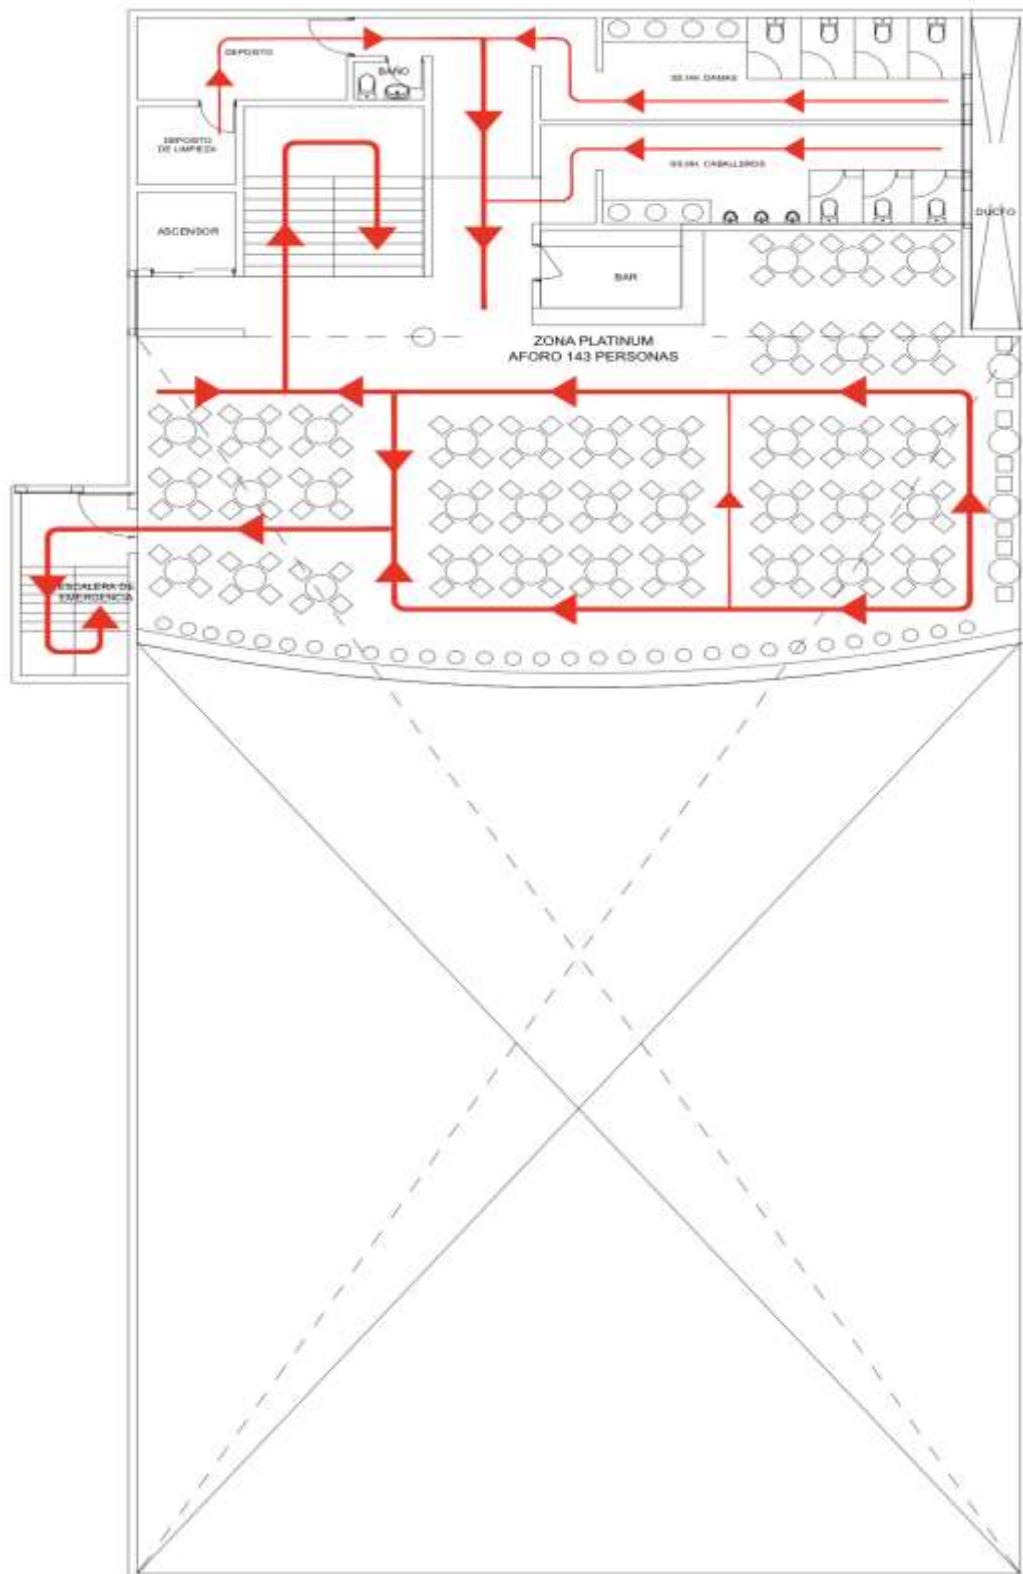 DEPOSITO
BAÑO
SS.HH. DAMAS
DEPOSITO
DE LIMPIEZA
SS.HH. CABALLEROS
ASCENSOR
DUCTO
BAR
ZONA PLATINUM
AFORO 143 PERSONAS
ESCALERA DE
EMERGENCIA